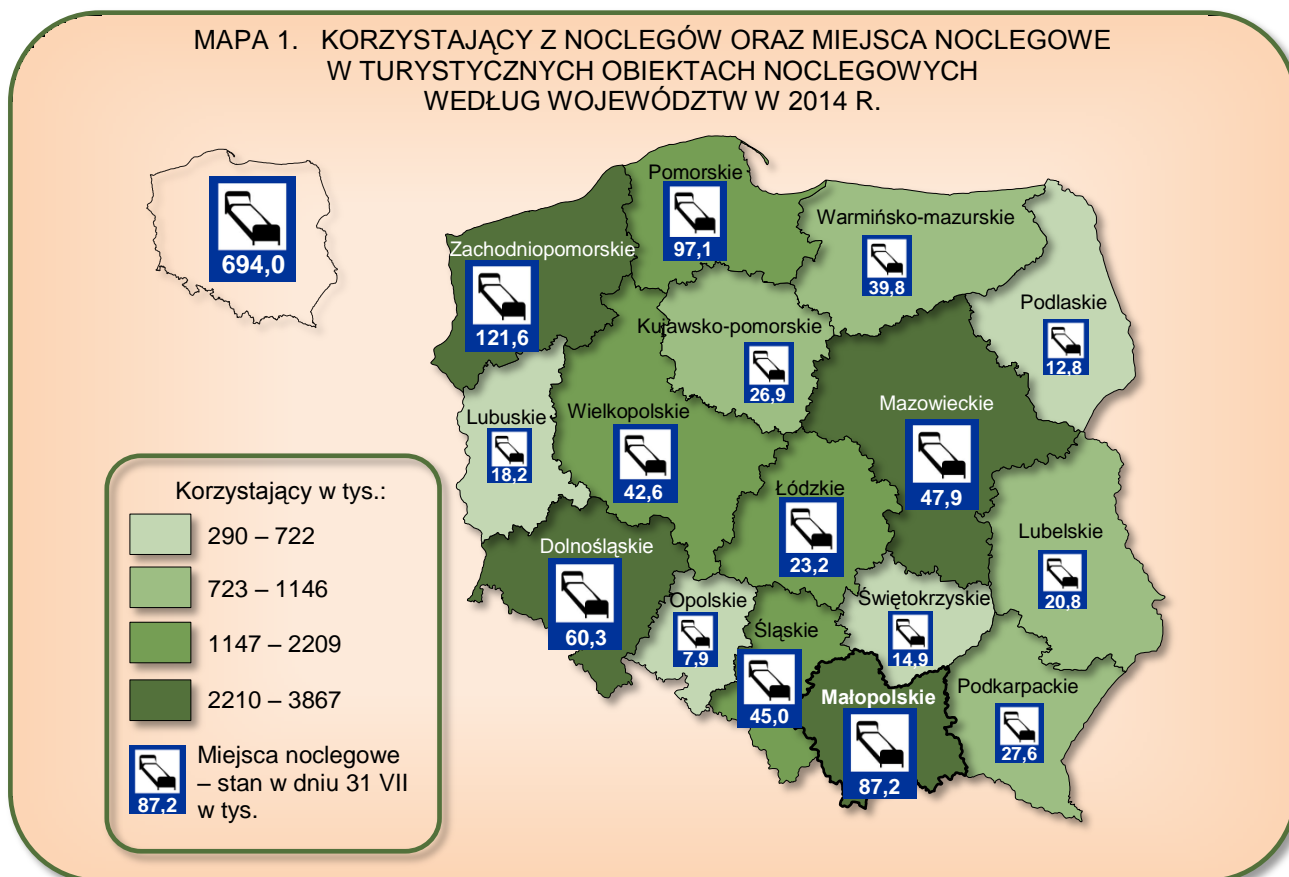 MAPA 1. KORZYSTAJĄCY Z NOCLEGÓW ORAZ MIEJSCA NOCLEGOWE
W TURYSTYCZNYCH OBIEKTACH NOCLEGOWYCH
WEDŁUG WOJEWÓDZTW W 2014 R.
694,0
Pomorskie
97,1
Warmińsko-mazurskie
39,8
Zachodniopomorskie
121,6
Podlaskie
12,8
Kujawsko-pomorskie
26,9
Mazowieckie
47,9
Lubuskie
18,2
Wielkopolskie
42,6
Łódzkie
23,2
Lubelskie
20,8
Dolnośląskie
60,3
Opolskie
7,9
Śląskie
45,0
Świętokrzyskie
14,9
Małopolskie
87,2
Podkarpackie
27,6
Korzystający w tys.:
290 – 722
723 – 1146
1147 – 2209
2210 – 3867
87,2
Miejsca noclegowe
– stan w dniu 31 VII
w tys.